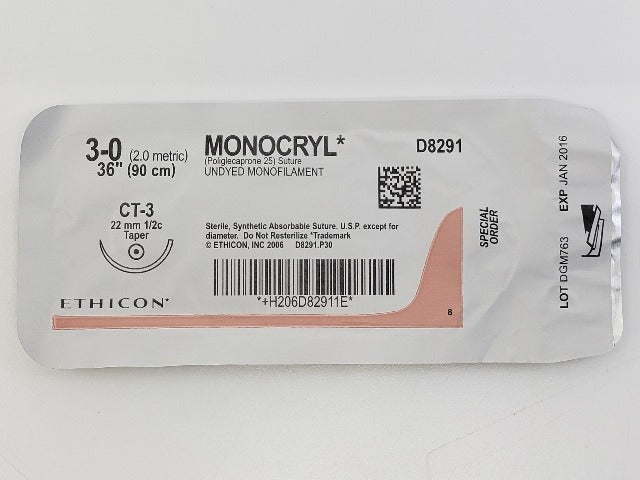 3-0 (2.0 metric)
36" (90 cm)
MONOCRYL*
(Poliglecaprone 25) Suture
UNDYED MONOFILAMENT
D8291
CT-3
22 mm 1/2c
Taper
Sterile, Synthetic Absorbable Suture. U.S.P. except for
diameter. Do Not Resterilize *Trademark
© ETHICON, INC 2006 D8291.P30
*+H206D82911E*
ETHICON*
8
SPECIAL
ORDER
LOT DGM763 EXP JAN 2016